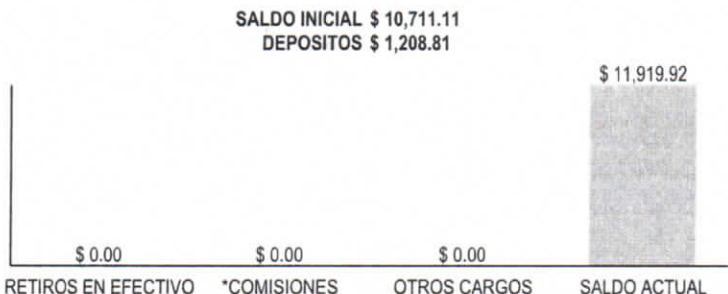 SALDO INICIAL $ 10,711.11
DEPOSITOS $ 1,208.81
$ 11,919.92
$ 0.00 $ 0.00 $ 0.00
RETIROS EN EFECTIVO *COMISIONES OTROS CARGOS SALDO ACTUAL